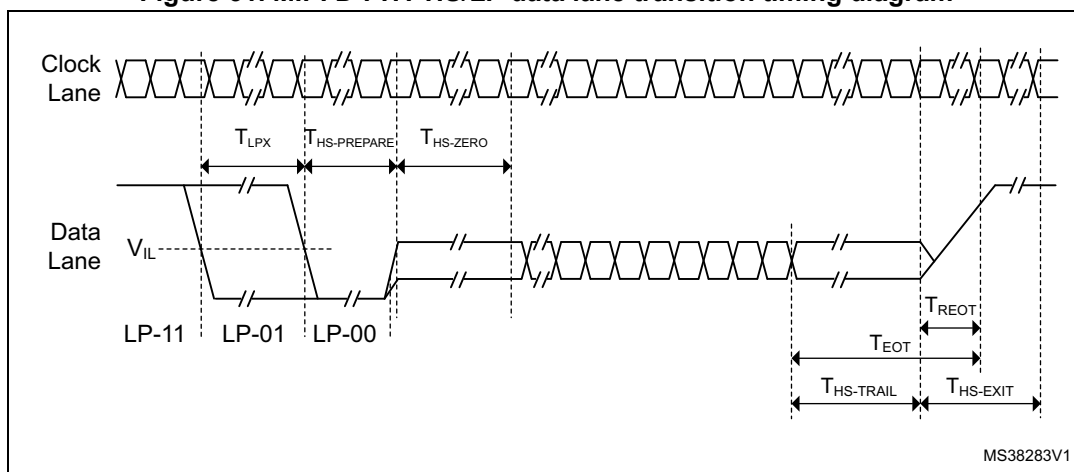 Clock
Lane
TLPX
THS-PREPARE
THS-ZERO
Data
Lane
VIL
LP-11
LP-01
LP-00
TREOT
TEOT
THS-TRAIL
THS-EXIT
MS38283V1